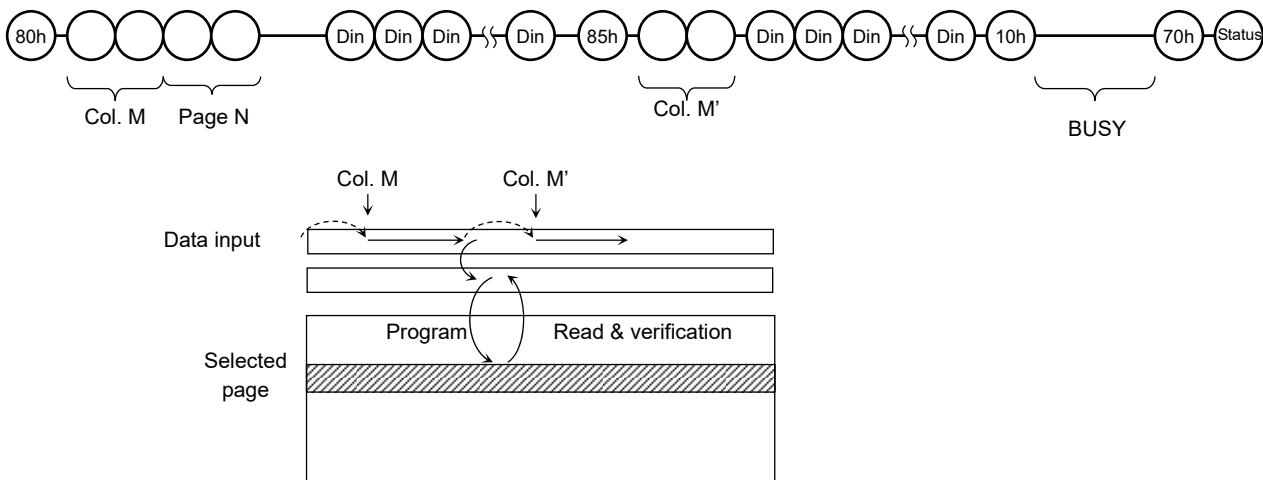 80h Din Din Din Din 85h Din Din Din Din 10h 70h Status
Col. M Page N Col. M’ BUSY
Col. M Col. M’
Data input
Program Read & verification
Selected
page